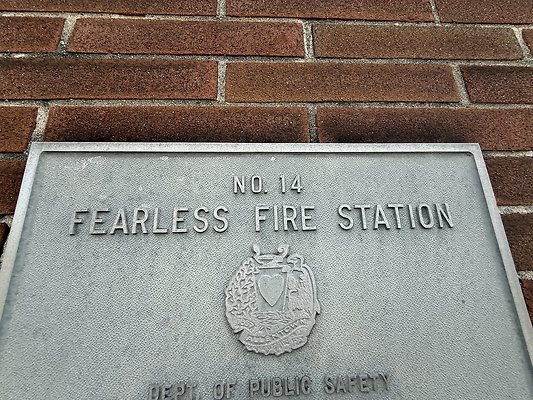 NO. 14
FEARLESS FIRE STATION
DEPT. OF PUBLIC SAFETY